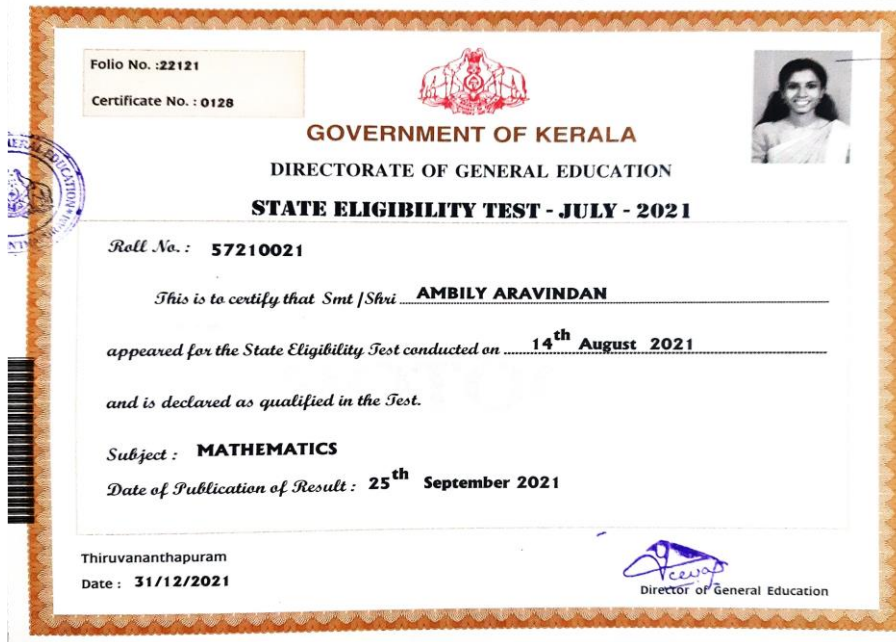 Folio No. :22121
Certificate No. : 0128
GOVERNMENT OF KERALA
DIRECTORATE OF GENERAL EDUCATION
STATE ELIGIBILITY TEST - JULY - 2021
Roll No. : 57210021
This is to certify that Smt /Shri AMBILY ARAVINDAN
appeared for the State Eligibility Test conducted on 14th August 2021
and is declared as qualified in the Test.
Subject : MATHEMATICS
Date of Publication of Result : 25th September 2021
Thiruvananthapuram
Date : 31/12/2021
Director of General Education